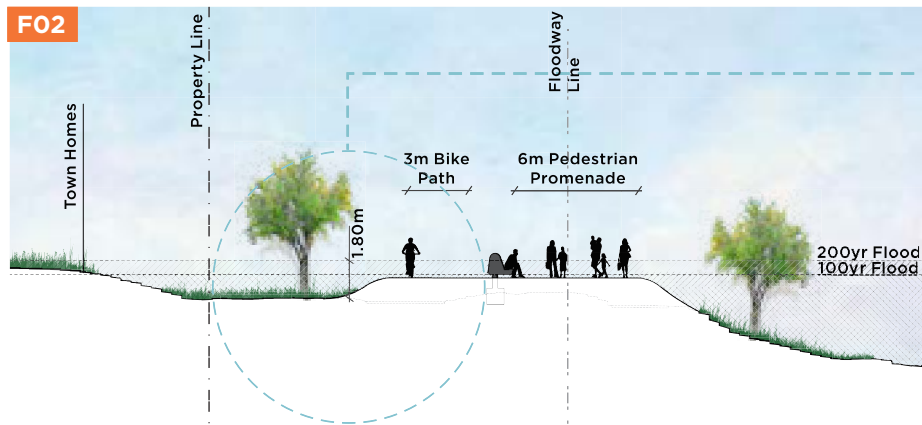 F02
Town Homes
Property Line
1.80m
3m Bike
Path
6m Pedestrian
Promenade
Floodway
Line
200yr Flood
100yr Flood